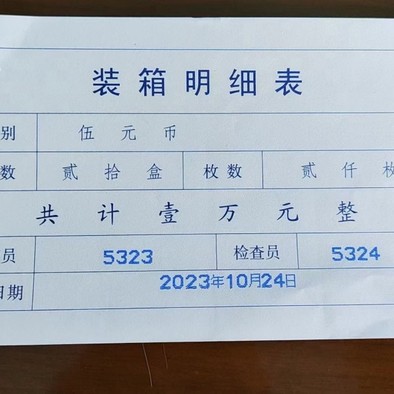 装箱明细表
别 伍元币
数 贰拾盒 枚数 贰仟枚
共计壹万元整
员 5323 检查员 5324
日期 2023年10月24日